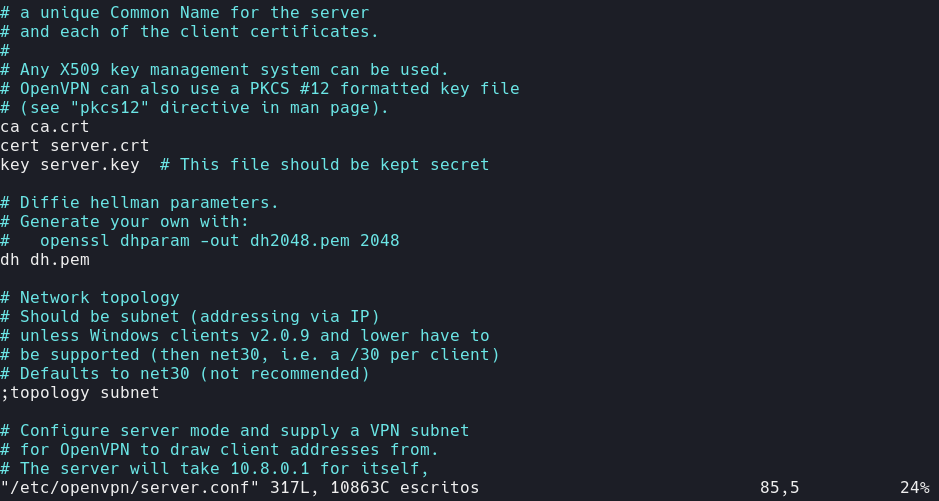 # a unique Common Name for the server
# and each of the client certificates.
#
# Any X509 key management system can be used.
# OpenVPN can also use a PKCS #12 formatted key file
# (see "pkcs12" directive in man page).
ca ca.crt
cert server.crt
key server.key  # This file should be kept secret

# Diffie hellman parameters.
# Generate your own with:
#   openssl dhparam -out dh2048.pem 2048
dh dh.pem

# Network topology
# Should be subnet (addressing via IP)
# unless Windows clients v2.0.9 and lower have to
# be supported (then net30, i.e. a /30 per client)
# Defaults to net30 (not recommended)
;topology subnet

# Configure server mode and supply a VPN subnet
# for OpenVPN to draw client addresses from.
# The server will take 10.8.0.1 for itself,
"/etc/openvpn/server.conf" 317L, 10863C escritos 85,5 24%